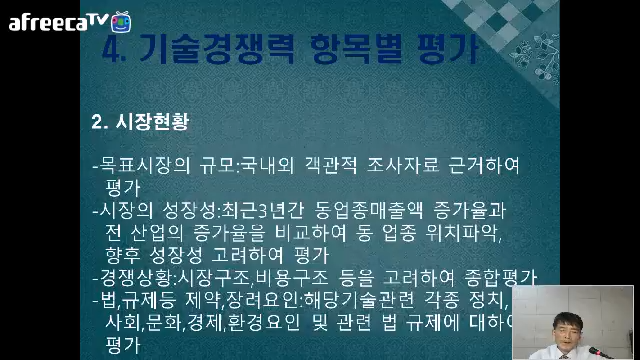 afreecaTV
4. 기술경쟁력 항목별 평가
2. 시장현황
-목표시장의 규모:국내외 객관적 조사자료 근거하여
평가
-시장의 성장성:최근3년간 동업종매출액 증가율과
전 산업의 증가율을 비교하여 동 업종 위치파악,
향후 성장성 고려하여 평가
-경쟁상황:시장구조,비용구조 등을 고려하여 종합평가
-법,규제등 제약,장려요인:해당기술관련 각종 정치,
사회,문화,경제,환경요인 및 관련 법 규제에 대하여
평가